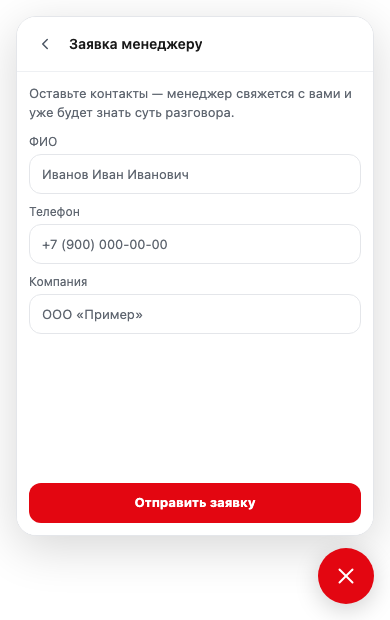 Заявка менеджеру
Оставьте контакты — менеджер свяжется с вами и
уже будет знать суть разговора.
ФИО
Иванов Иван Иванович
Телефон
+7 (900) 000-00-00
Компания
ООО «Пример»
Отправить заявку